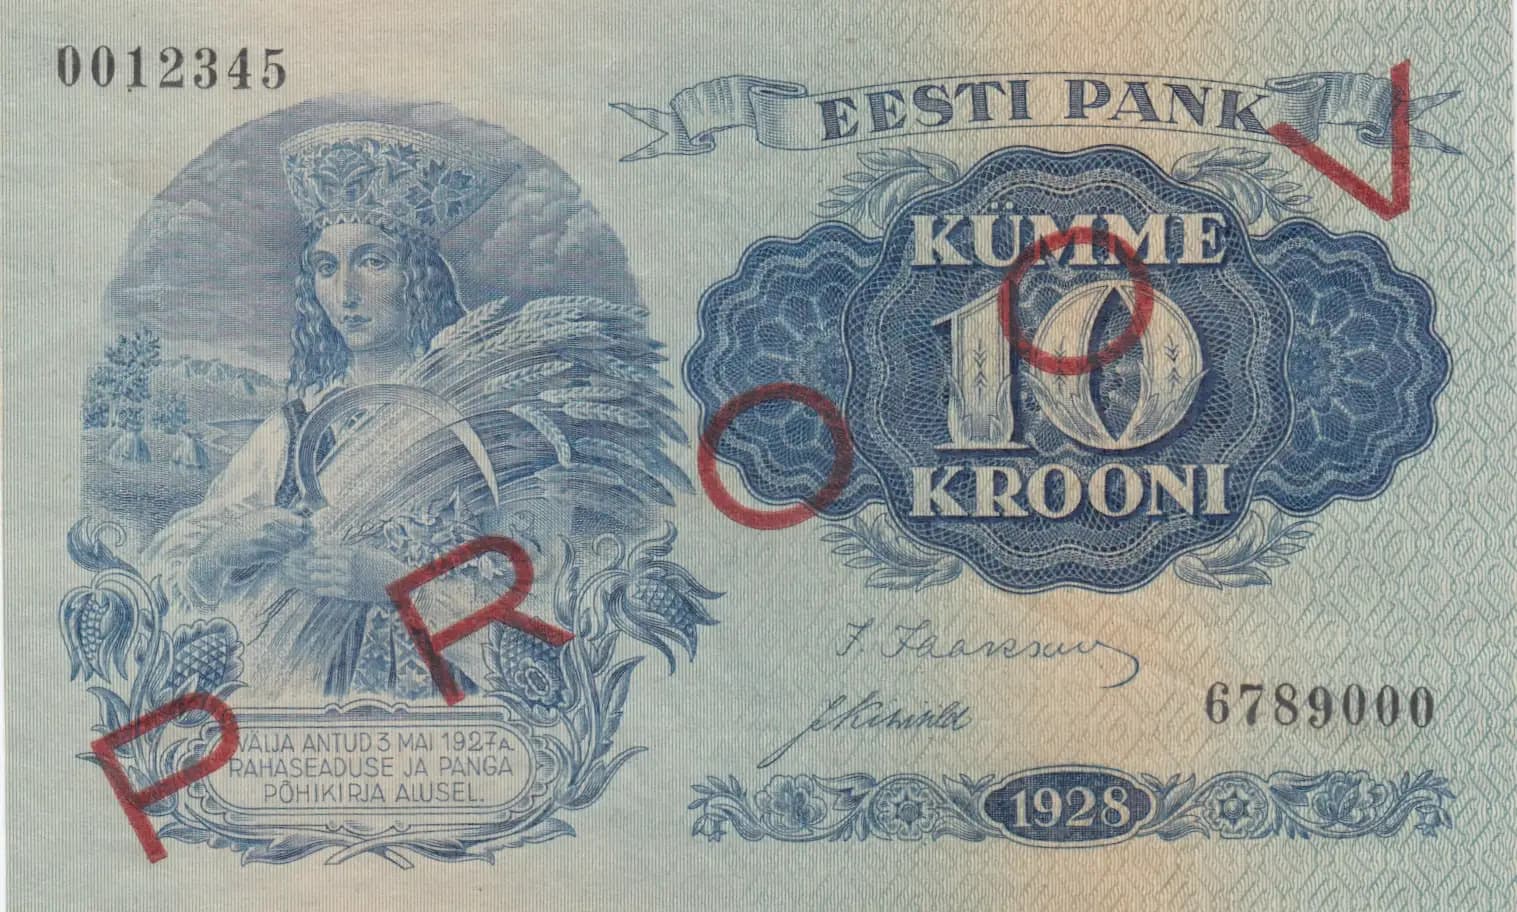 0012345
EESTI PANK
KÜMME
10
KROONI
PROOV
6789000
VÄLJA ANTUD 3 MAI 1927 a.
RAHASEADUSE JA PANGA
PÕHIKIRJA ALUSEL.
1928